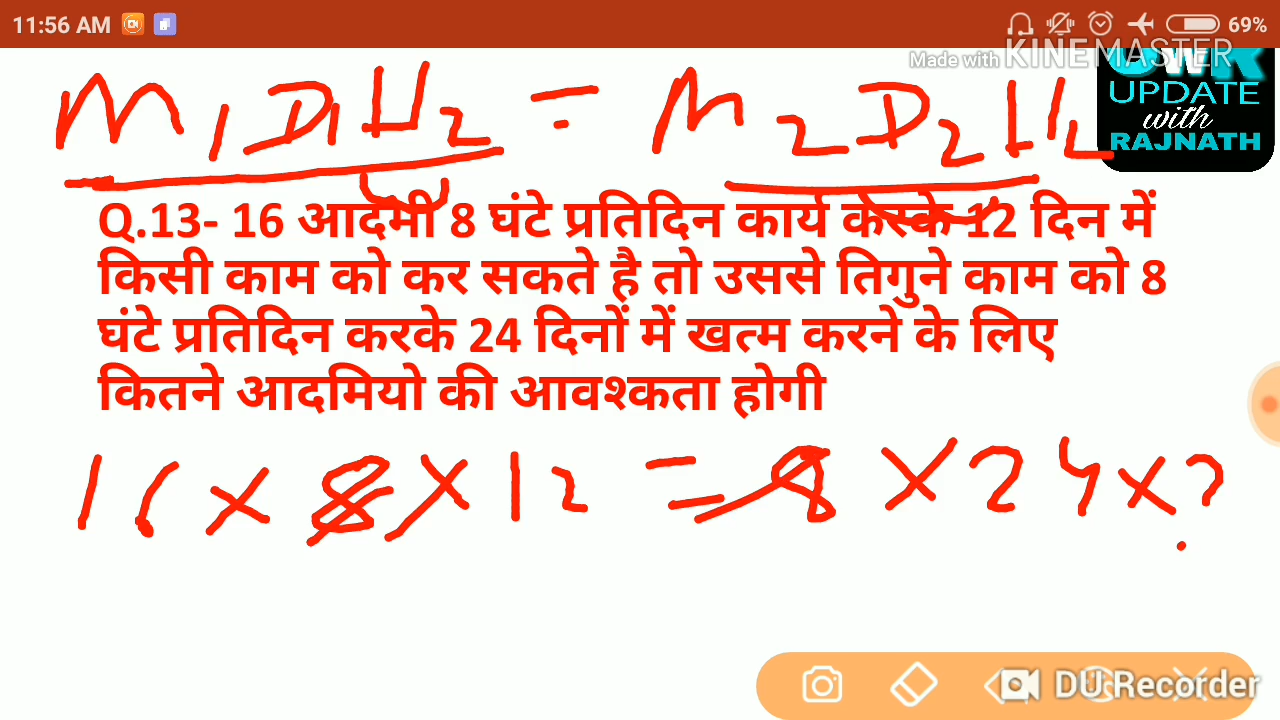 11:56 AM 69%
Made with KINEMASTER
M₁D₁H₂ = M₂D₂H₂
UPDATE
with
RAJNATH
Q.13- 16 आदमी 8 घंटे प्रतिदिन कार्य करके 12 दिन में
किसी काम को कर सकते है तो उससे तिगुने काम को 8
घंटे प्रतिदिन करके 24 दिनों में खत्म करने के लिए
कितने आदमियो की आवश्कता होगी
16 × 8 × 12 = 8 × 24 × ?
DU Recorder